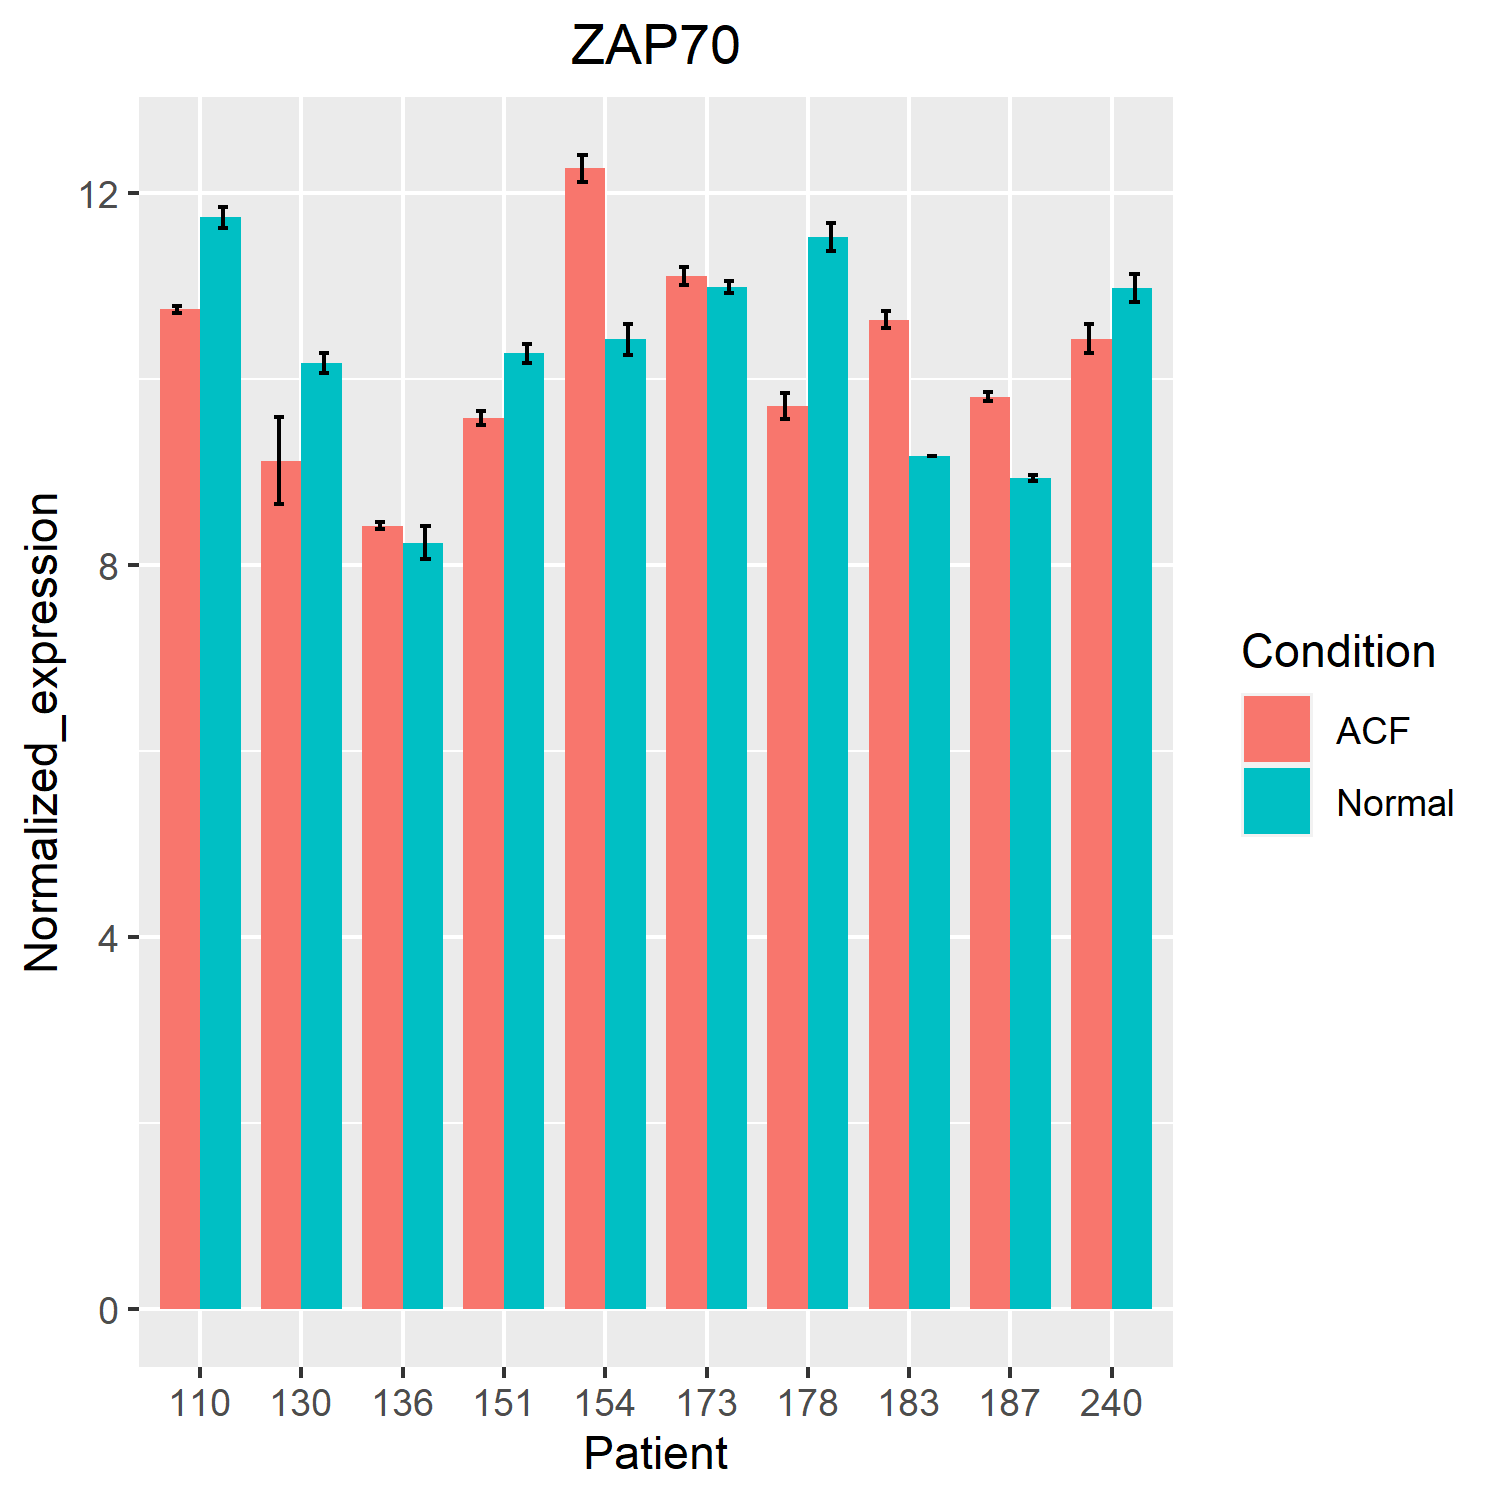 ZAP70
12
8
4
0
Normalized_expression
110 130 136 151 154 173 178 183 187 240
Patient
Condition
ACF
Normal